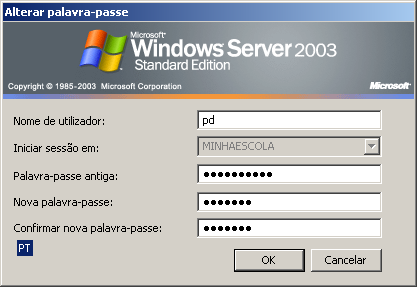 Alterar palavra-passe
Microsoft
Windows Server 2003
Standard Edition
Copyright © 1985-2003 Microsoft Corporation
Microsoft
Nome de utilizador:
pd
Iniciar sessão em:
MINHAESCOLA
Palavra-passe antiga:
●●●●●●●●●●
Nova palavra-passe:
●●●●●●●
Confirmar nova palavra-passe:
●●●●●●●
PT
OK
Cancelar